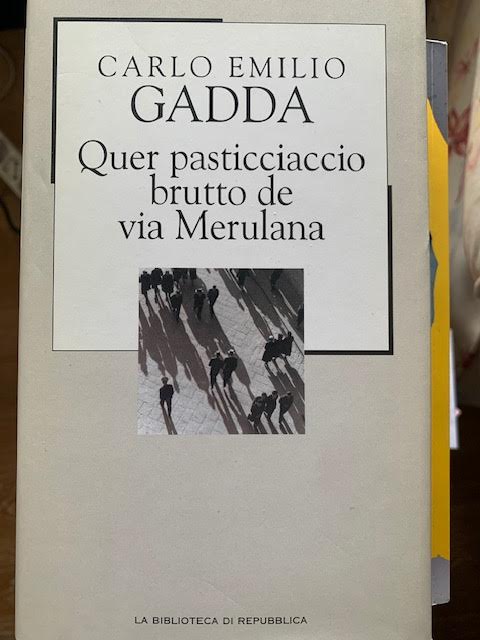 CARLO EMILIO
GADDA
Quer pasticciaccio
brutto de
via Merulana
LA BIBLIOTECA DI REPUBBLICA